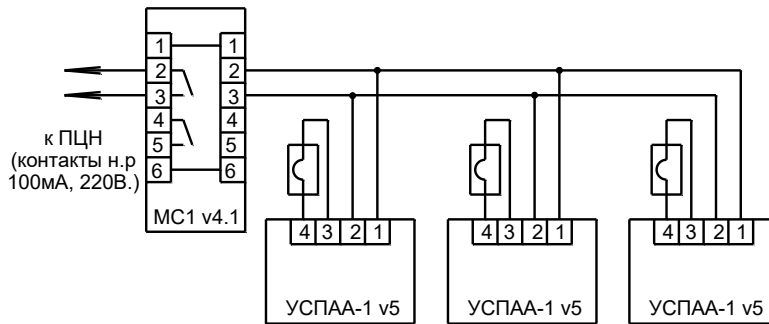 1 1
2 2
3 3
4 4
5 5
6 6
МС1 v4.1
к ПЦН
(контакты н.р
100мА, 220В.)
4 3 2 1
УСПАА-1 v5
4 3 2 1
УСПАА-1 v5
4 3 2 1
УСПАА-1 v5